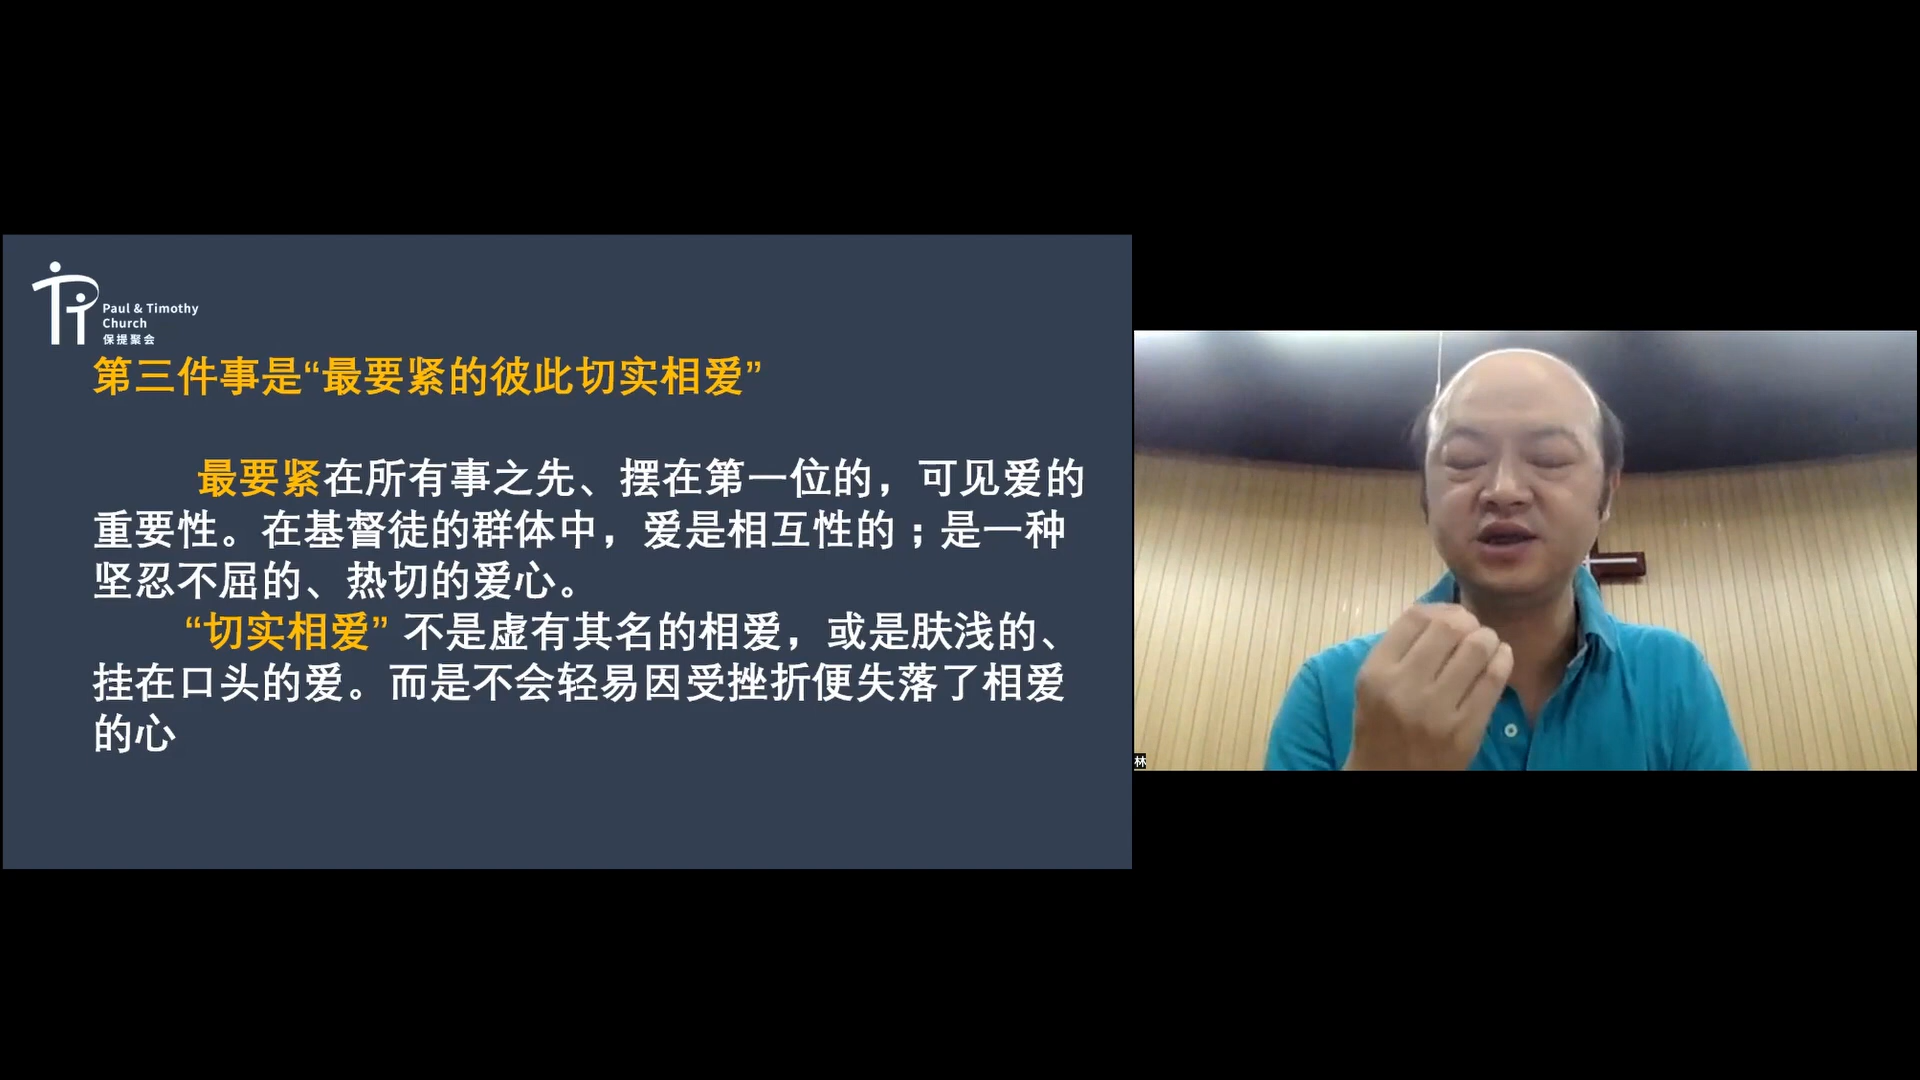 Paul & Timothy
Church
保提聚会
第三件事是“最要紧的彼此切实相爱”
最要紧在所有事之先、摆在第一位的，可见爱的
重要性。在基督徒的群体中，爱是相互性的；是一种
坚忍不屈的、热切的爱心。
“切实相爱” 不是虚有其名的相爱，或是肤浅的、
挂在口头的爱。而是不会轻易因受挫折便失落了相爱
的心
林